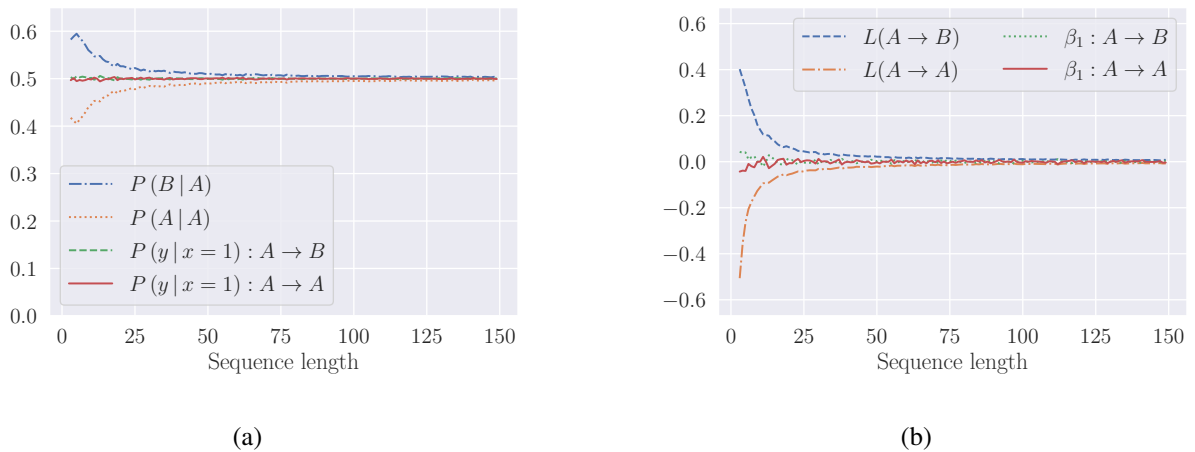 0.6
0.5
0.4
0.3
0.2
0.1
0.0
P (B | A)
P (A | A)
P (y | x = 1) : A → B
P (y | x = 1) : A → A
0 25 50 75 100 125 150
Sequence length
(a)
0.6
0.4
0.2
0.0
−0.2
−0.4
−0.6
L(A → B)
L(A → A)
β₁ : A → B
β₁ : A → A
0 25 50 75 100 125 150
Sequence length
(b)